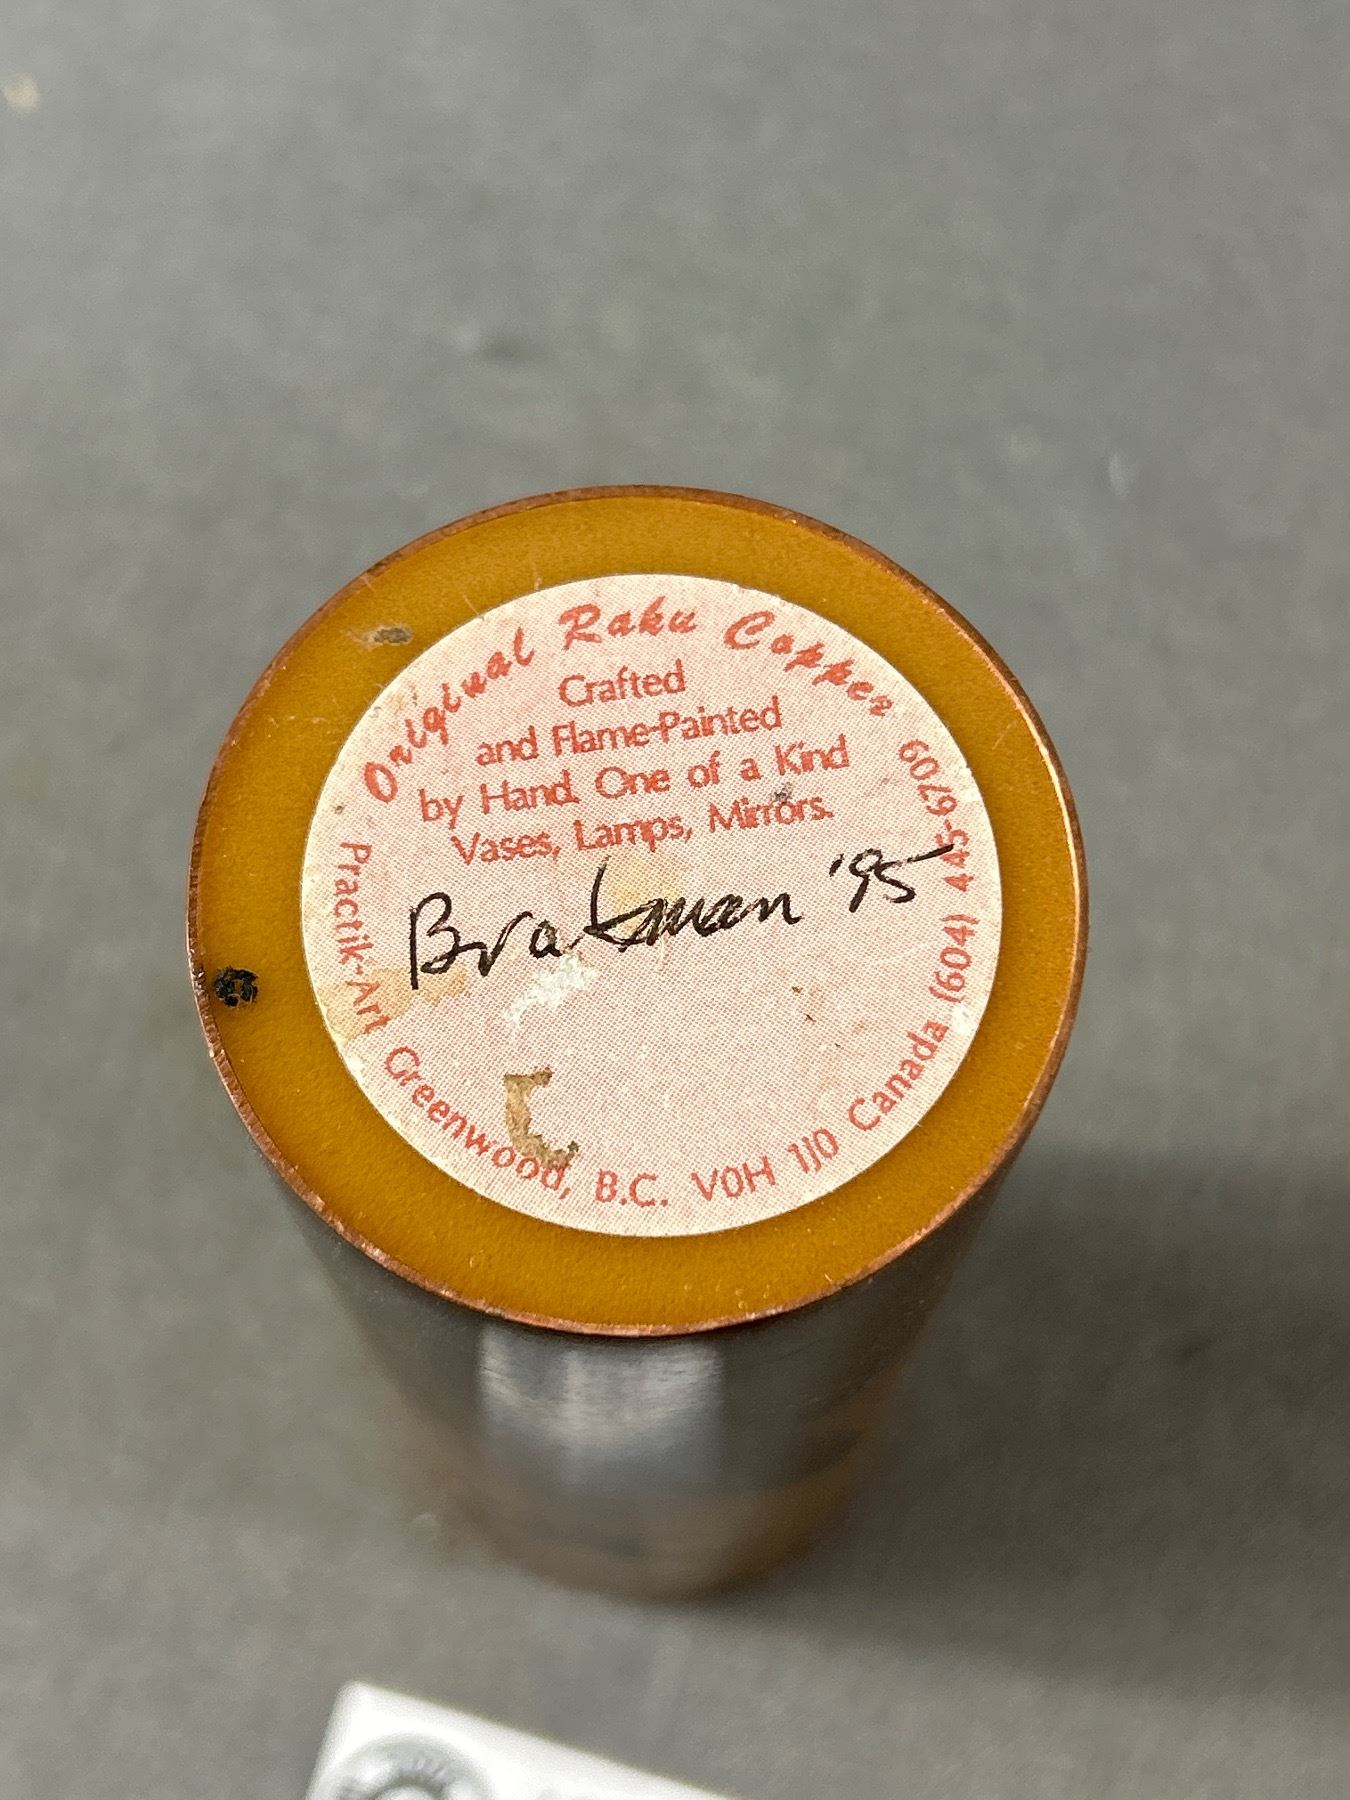 Original Raku Copper
Crafted
and Flame-Painted
by Hand. One of a Kind
Vases, Lamps, Mirrors.
Brakman '95
Practik-Art Greenwood, B.C. V0H 1J0 Canada (604) 445-6709